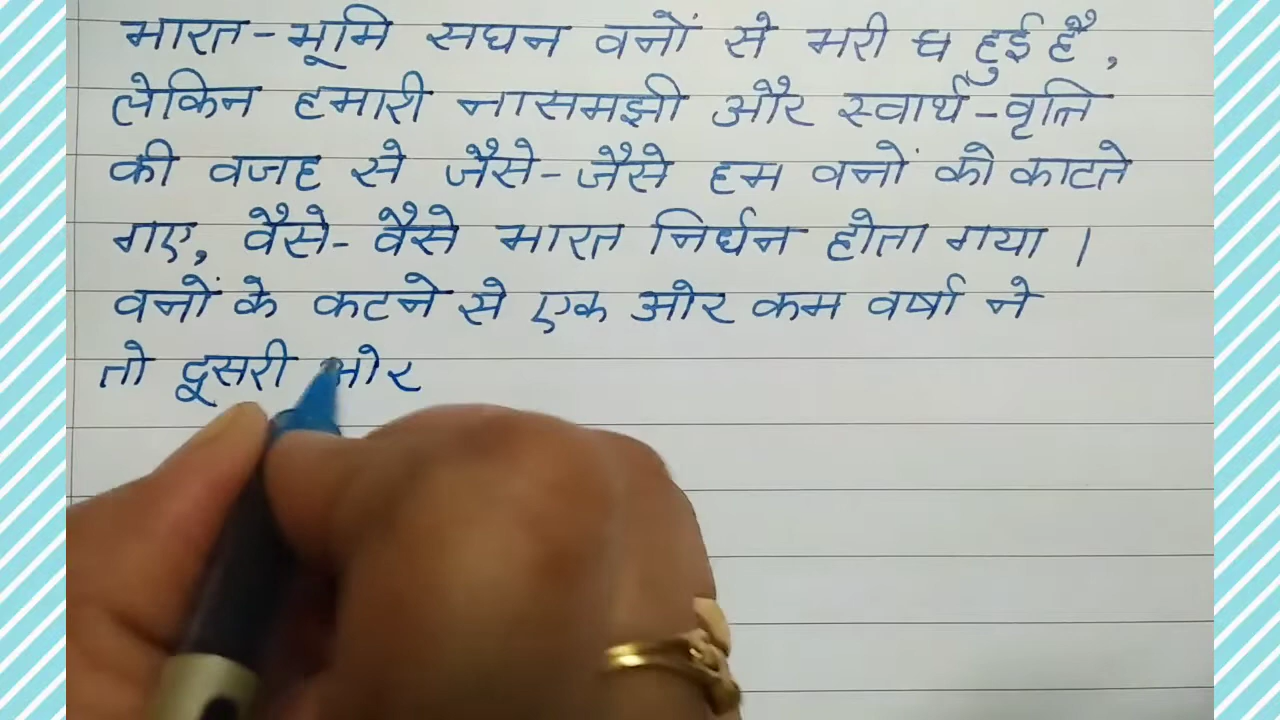 भारत-भूमि सघन वनों से भरी घ हुई है,
लेकिन हमारी नासमझी और स्वार्थ-वृत्ति
की वजह से जैसे-जैसे हम वनों को काटते
गए, वैसे-वैसे भारत निर्धन होता गया ।
वनों के कटने से एक ओर कम वर्षा ने
तो दूसरी ओर